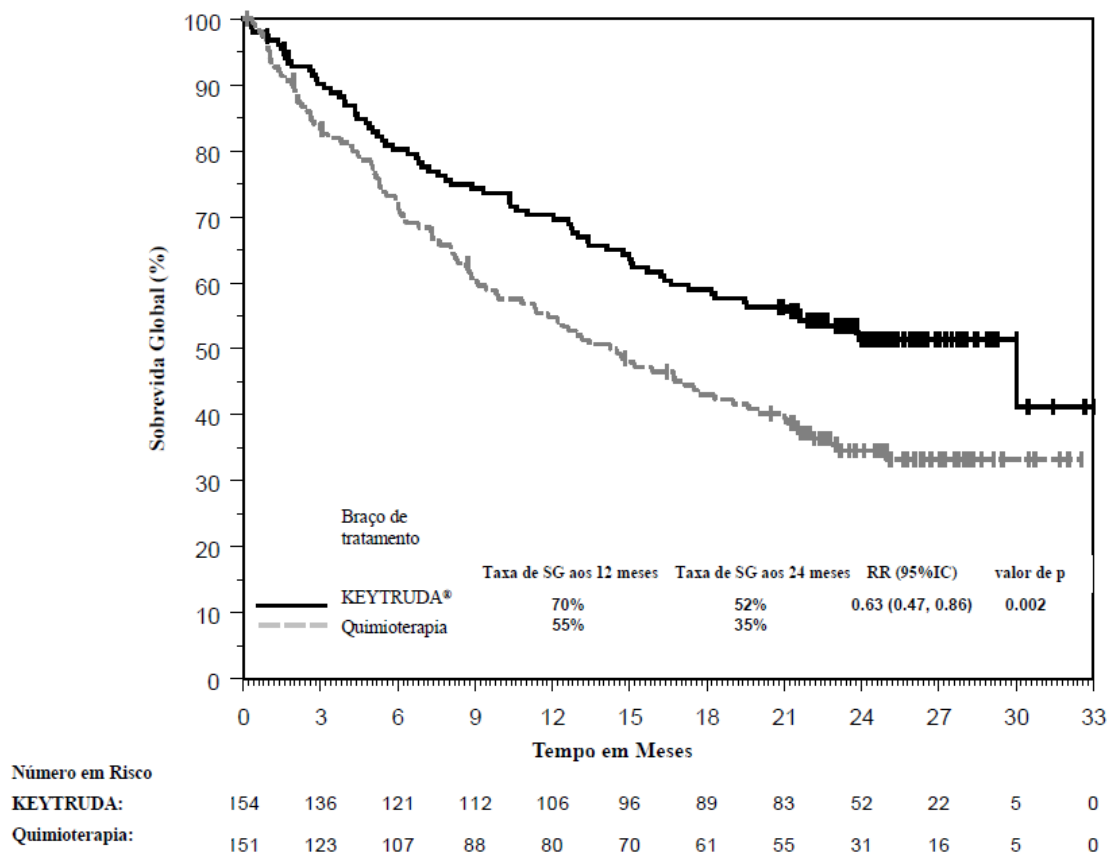 100
90
80
70
60
50
40
30
20
10
0
Sobrevida Global (%)
Braço de
tratamento
Taxa de SG aos 12 meses Taxa de SG aos 24 meses RR (95%IC) valor de p
KEYTRUDA® 70% 52% 0.63 (0.47, 0.86) 0.002
Quimioterapia 55% 35%
0 3 6 9 12 15 18 21 24 27 30 33
Tempo em Meses
Número em Risco
KEYTRUDA: 154 136 121 112 106 96 89 83 52 22 5 0
Quimioterapia: 151 123 107 88 80 70 61 55 31 16 5 0